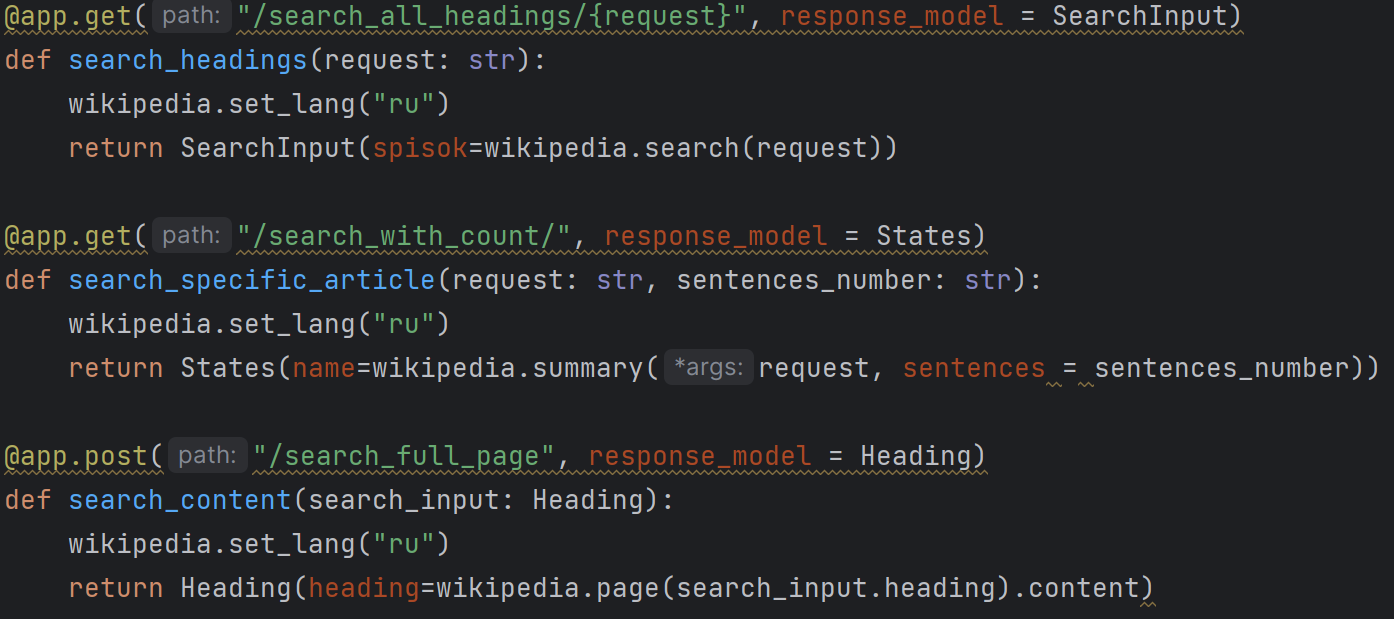 @app.get( path: "/search_all_headings/{request}", response_model = SearchInput)
def search_headings(request: str):
    wikipedia.set_lang("ru")
    return SearchInput(spisok=wikipedia.search(request))

@app.get( path: "/search_with_count/", response_model = States)
def search_specific_article(request: str, sentences_number: str):
    wikipedia.set_lang("ru")
    return States(name=wikipedia.summary( *args: request, sentences = sentences_number))

@app.post( path: "/search_full_page", response_model = Heading)
def search_content(search_input: Heading):
    wikipedia.set_lang("ru")
    return Heading(heading=wikipedia.page(search_input.heading).content)